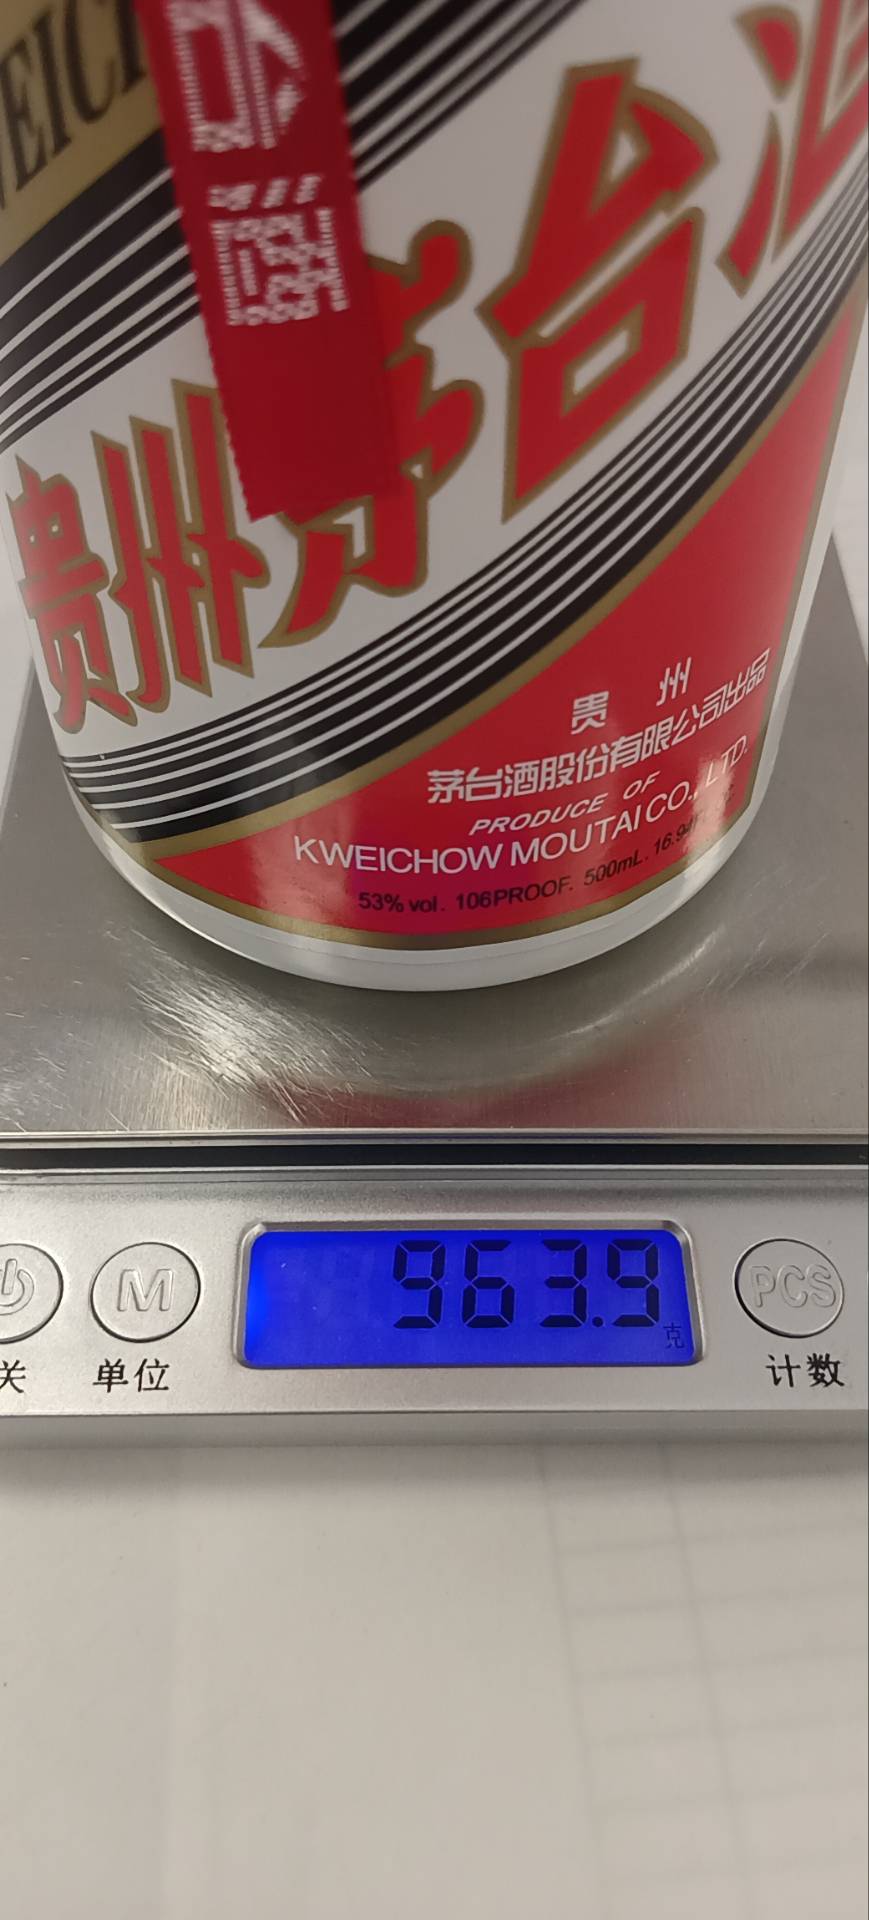 贵州茅台酒
贵 州
茅台酒股份有限公司出品
PRODUCE OF
KWEICHOW MOUTAI CO., LTD.
53% vol. 106PROOF. 500mL.
963.9
克
M
PCS
关
单位
计数